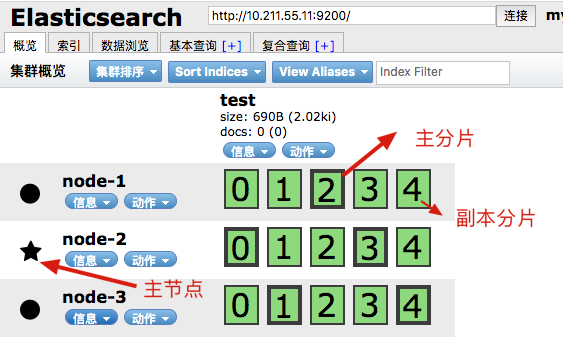 Elasticsearch http://10.211.55.11:9200/ 连接 my
概览 索引 数据浏览 基本查询 [+] 复合查询 [+]
集群概览 集群排序 Sort Indices View Aliases Index Filter
test
size: 690B (2.02ki)
docs: 0 (0)
信息 动作
主分片
node-1 0 1 2 3 4
信息 动作
副本分片
node-2 0 1 2 3 4
信息 动作
主节点
node-3 0 1 2 3 4
信息 动作